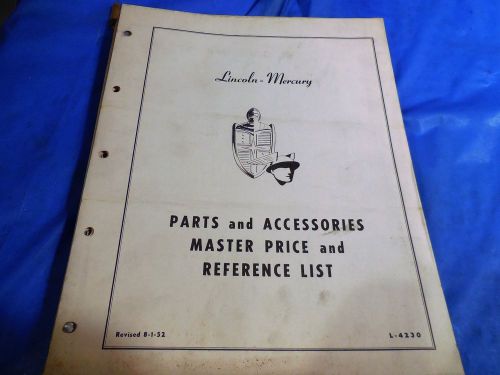 Lincoln - Mercury
PARTS and ACCESSORIES
MASTER PRICE and
REFERENCE LIST
Revised 8-1-52
L-4230